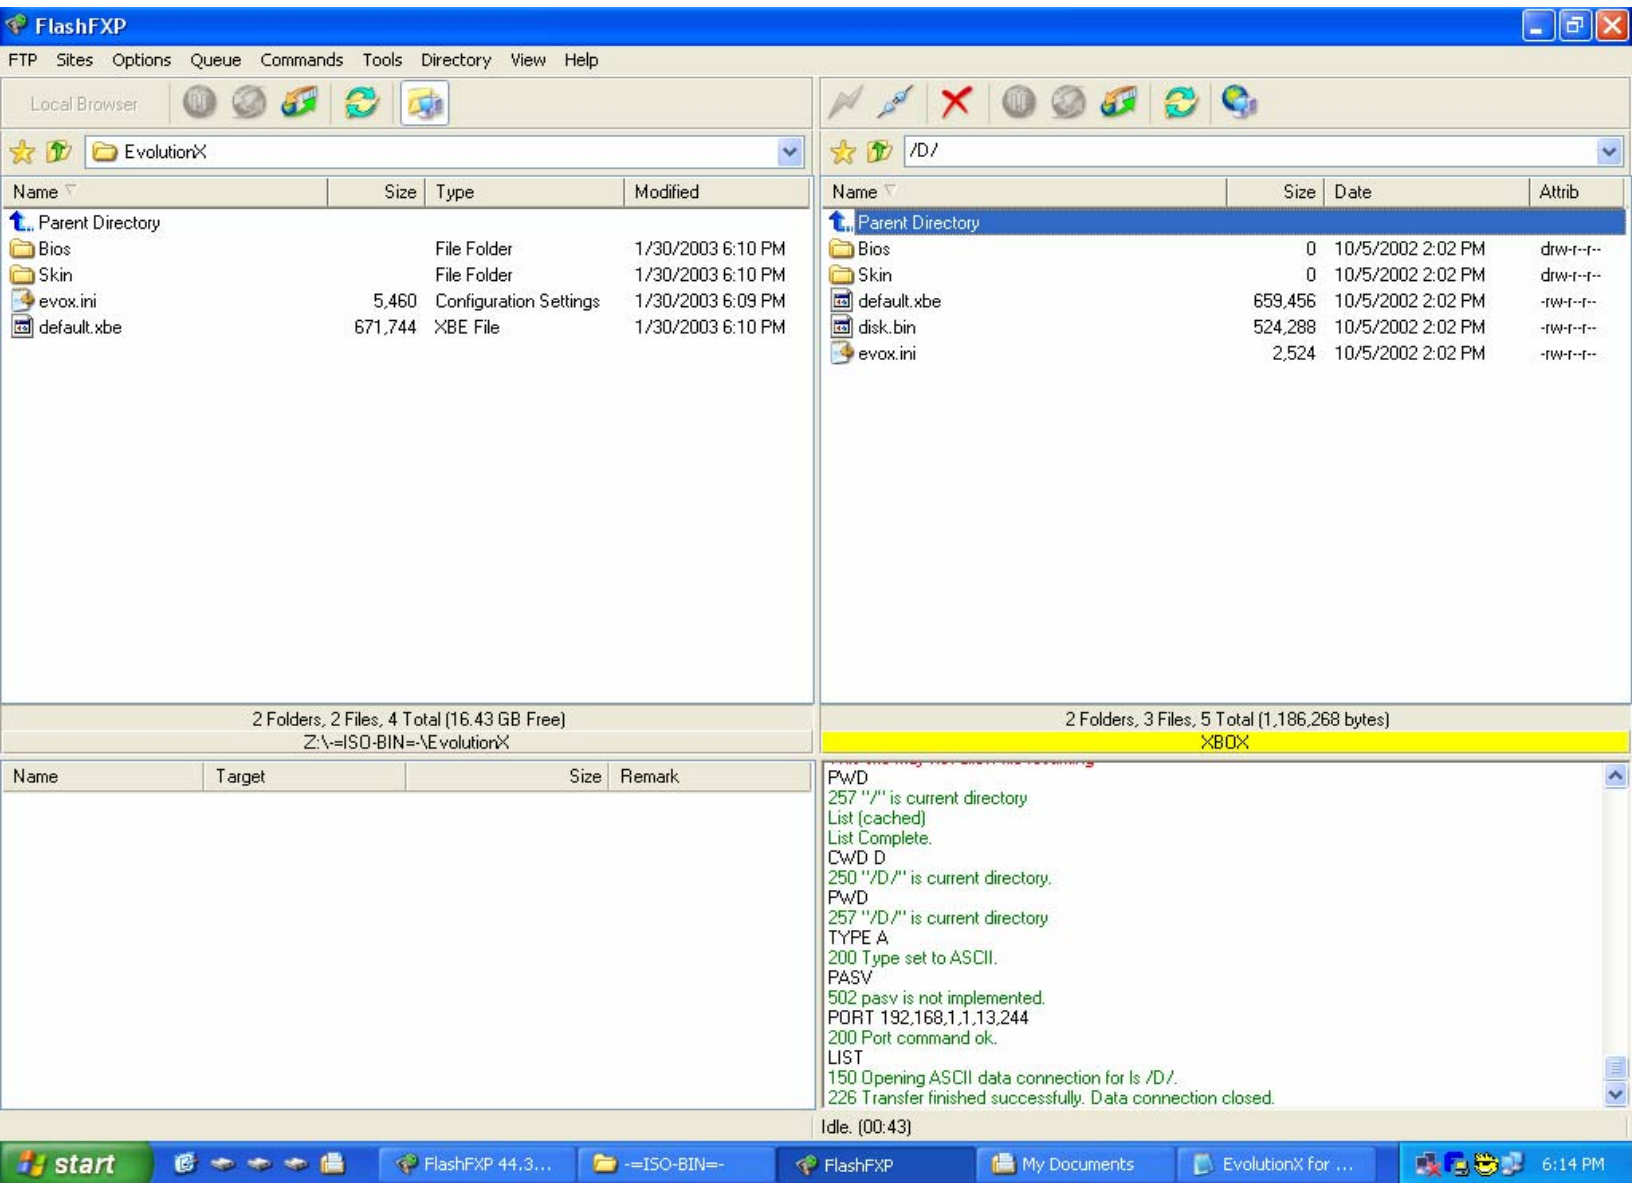 FlashFXP
FTP Sites Options Queue Commands Tools Directory View Help
Local Browser
EvolutionX
Name Size Type Modified
Parent Directory
Bios File Folder 1/30/2003 6:10 PM
Skin File Folder 1/30/2003 6:10 PM
evox.ini 5,460 Configuration Settings 1/30/2003 6:09 PM
default.xbe 671,744 XBE File 1/30/2003 6:10 PM
2 Folders, 2 Files, 4 Total (16.43 GB Free)
Z:\-=ISO-BIN=-\EvolutionX
Name Target Size Remark
/D/
Name Size Date Attrib
Parent Directory
Bios 0 10/5/2002 2:02 PM drw-r--r--
Skin 0 10/5/2002 2:02 PM drw-r--r--
default.xbe 659,456 10/5/2002 2:02 PM -rw-r--r--
disk.bin 524,288 10/5/2002 2:02 PM -rw-r--r--
evox.ini 2,524 10/5/2002 2:02 PM -rw-r--r--
2 Folders, 3 Files, 5 Total (1,186,268 bytes)
XBOX
PWD
257 "/" is current directory
List (cached)
List Complete.
CWD D
250 "/D/" is current directory.
PWD
257 "/D/" is current directory
TYPE A
200 Type set to ASCII.
PASV
502 pasv is not implemented.
PORT 192,168,1,1,13,244
200 Port command ok.
LIST
150 Opening ASCII data connection for ls /D/.
226 Transfer finished successfully. Data connection closed.
Idle. (00:43)
start FlashFXP 44.3... -=ISO-BIN=- FlashFXP My Documents EvolutionX for ... 6:14 PM